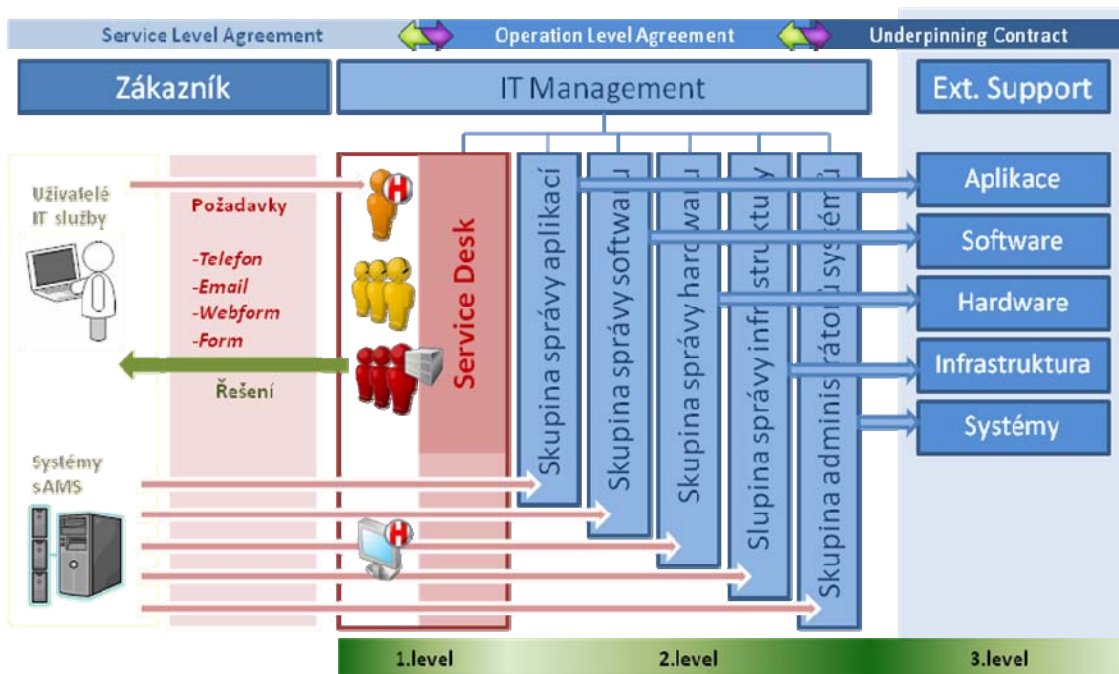 Service Level Agreement
Operation Level Agreement
Underpinning Contract
Zákazník
IT Management
Ext. Support
Uživatelé
IT služby
Požadavky
-Telefon
-Email
-Webform
-Form
Řešení
Systémy
sAMS
H
H
Service Desk
Skupina správy aplikací
Skupina správy softwaru
Skupina správy hardwaru
Slupina správy infrastruktury
Skupina administrátorů systémů
Aplikace
Software
Hardware
Infrastruktura
Systémy
1.level
2.level
3.level